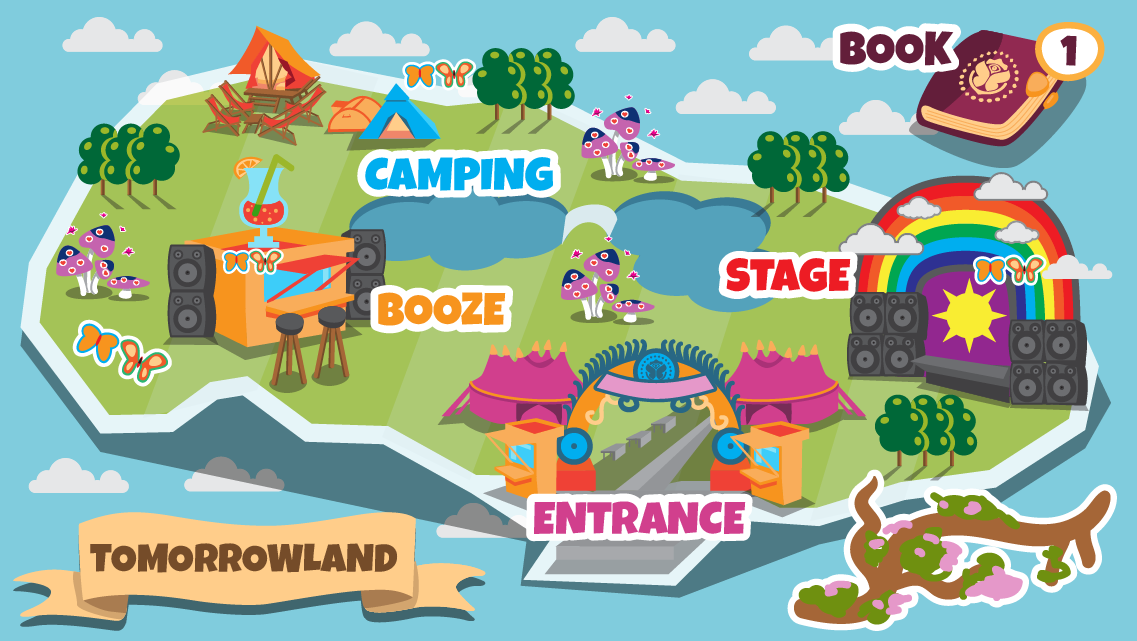 BOOK
1
CAMPING
STAGE
BOOZE
ENTRANCE
TOMORROWLAND